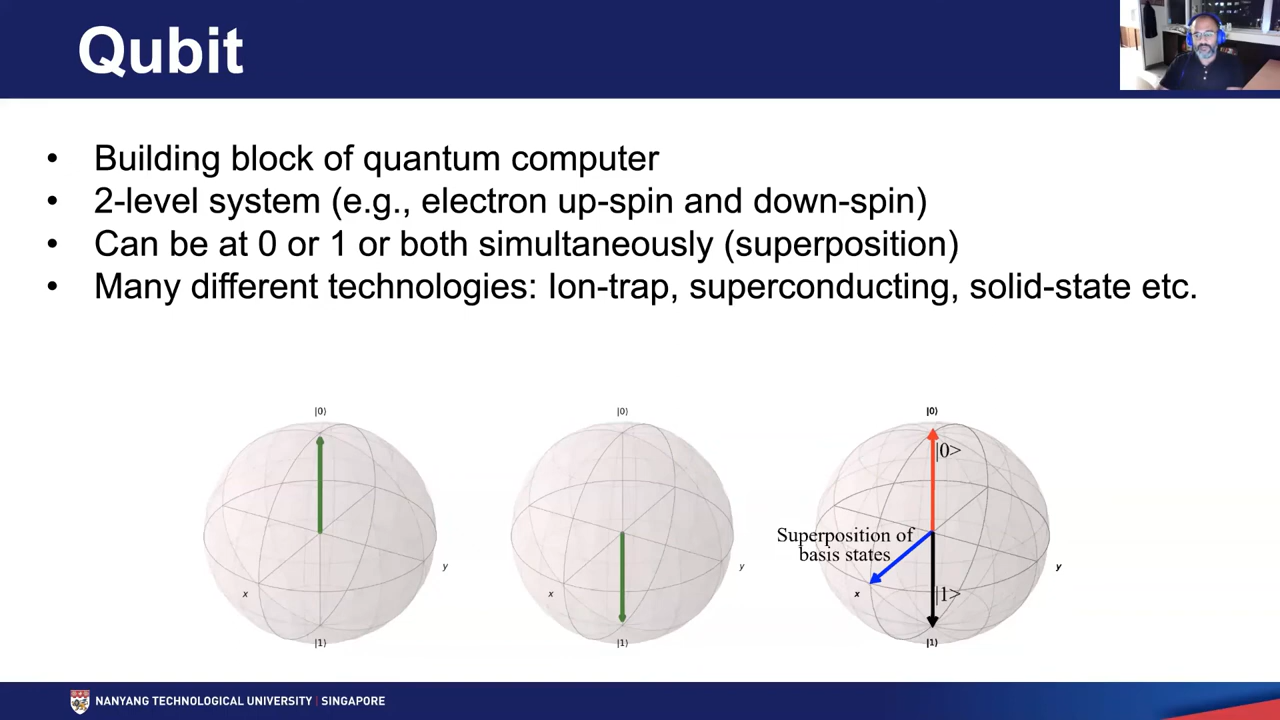 Qubit
• Building block of quantum computer
• 2-level system (e.g., electron up-spin and down-spin)
• Can be at 0 or 1 or both simultaneously (superposition)
• Many different technologies: Ion-trap, superconducting, solid-state etc.
|0⟩
x
y
|1⟩
|0⟩
x
y
|1⟩
|0⟩
|0>
Superposition of
basis states
x
y
|1>
|1⟩
NANYANG TECHNOLOGICAL UNIVERSITY | SINGAPORE